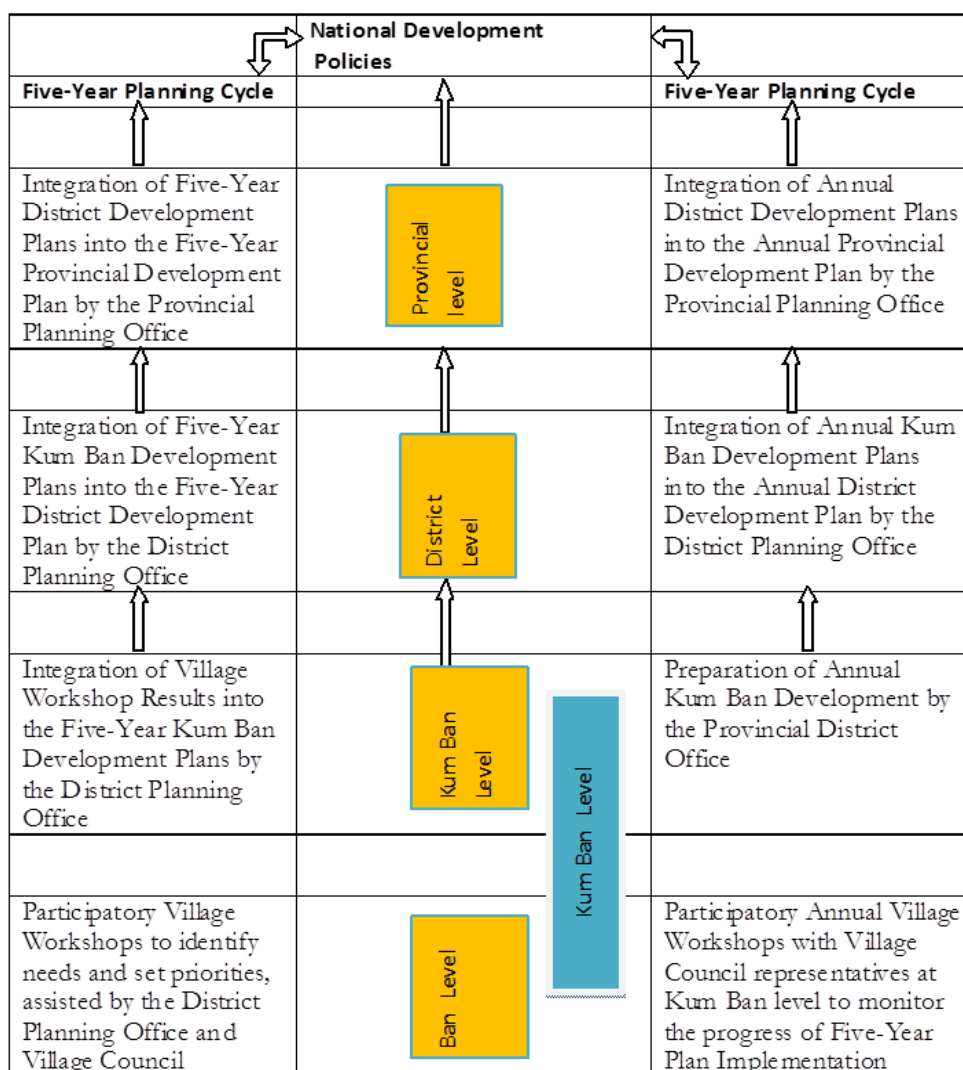 National Development
Policies
Five-Year Planning Cycle
Five-Year Planning Cycle
Integration of Five-Year
District Development
Plans into the Five-Year
Provincial Development
Plan by the Provincial
Planning Office
Provincial
level
Integration of Annual
District Development Plans
into the Annual Provincial
Development Plan by the
Provincial Planning Office
Integration of Five-Year
Kum Ban Development
Plans into the Five-Year
District Development
Plan by the District
Planning Office
District
Level
Integration of Annual Kum
Ban Development Plans
into the Annual District
Development Plan by the
District Planning Office
Integration of Village
Workshop Results into
the Five-Year Kum Ban
Development Plans by
the District Planning
Office
Kum Ban
Level
Kum Ban Level
Preparation of Annual
Kum Ban Development by
the Provincial District
Office
Participatory Village
Workshops to identify
needs and set priorities,
assisted by the District
Planning Office and
Village Council
Ban Level
Participatory Annual Village
Workshops with Village
Council representatives at
Kum Ban level to monitor
the progress of Five-Year
Plan Implementation